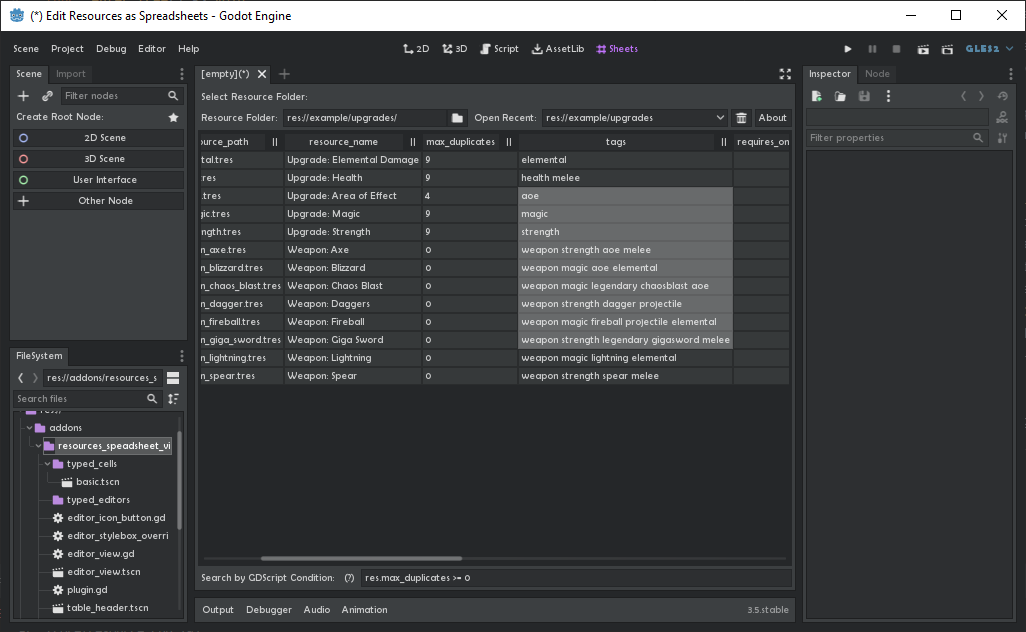 (*) Edit Resources as Spreadsheets - Godot Engine
Scene Project Debug Editor Help 2D 3D Script AssetLib Sheets GLES2
Scene Import
Filter nodes
Create Root Node:
2D Scene
3D Scene
User Interface
Other Node
FileSystem
res://addons/resources_s
Search files
res://
addons
resources_speadsheet_vi
typed_cells
basic.tscn
typed_editors
editor_icon_button.gd
editor_stylebox_overri
editor_view.gd
editor_view.tscn
plugin.gd
table_header.tscn
[empty](*)
Select Resource Folder:
Resource Folder: res://example/upgrades/ Open Recent: res://example/upgrades About
ource_path resource_name max_duplicates tags requires_on
tal.tres Upgrade: Elemental Damage 9 elemental
.res Upgrade: Health 9 health melee
.tres Upgrade: Area of Effect 4 aoe
gic.tres Upgrade: Magic 9 magic
ngth.tres Upgrade: Strength 9 strength
n_axe.tres Weapon: Axe 0 weapon strength aoe melee
n_blizzard.tres Weapon: Blizzard 0 weapon magic aoe elemental
n_chaos_blast.tres Weapon: Chaos Blast 0 weapon magic legendary chaosblast aoe
n_dagger.tres Weapon: Daggers 0 weapon strength dagger projectile
n_fireball.tres Weapon: Fireball 0 weapon magic fireball projectile elemental
n_giga_sword.tres Weapon: Giga Sword 0 weapon strength legendary gigasword melee
n_lightning.tres Weapon: Lightning 0 weapon magic lightning elemental
n_spear.tres Weapon: Spear 0 weapon strength spear melee
Search by GDScript Condition: (?) res.max_duplicates >= 0
Output Debugger Audio Animation 3.5.stable
Inspector Node
Filter properties